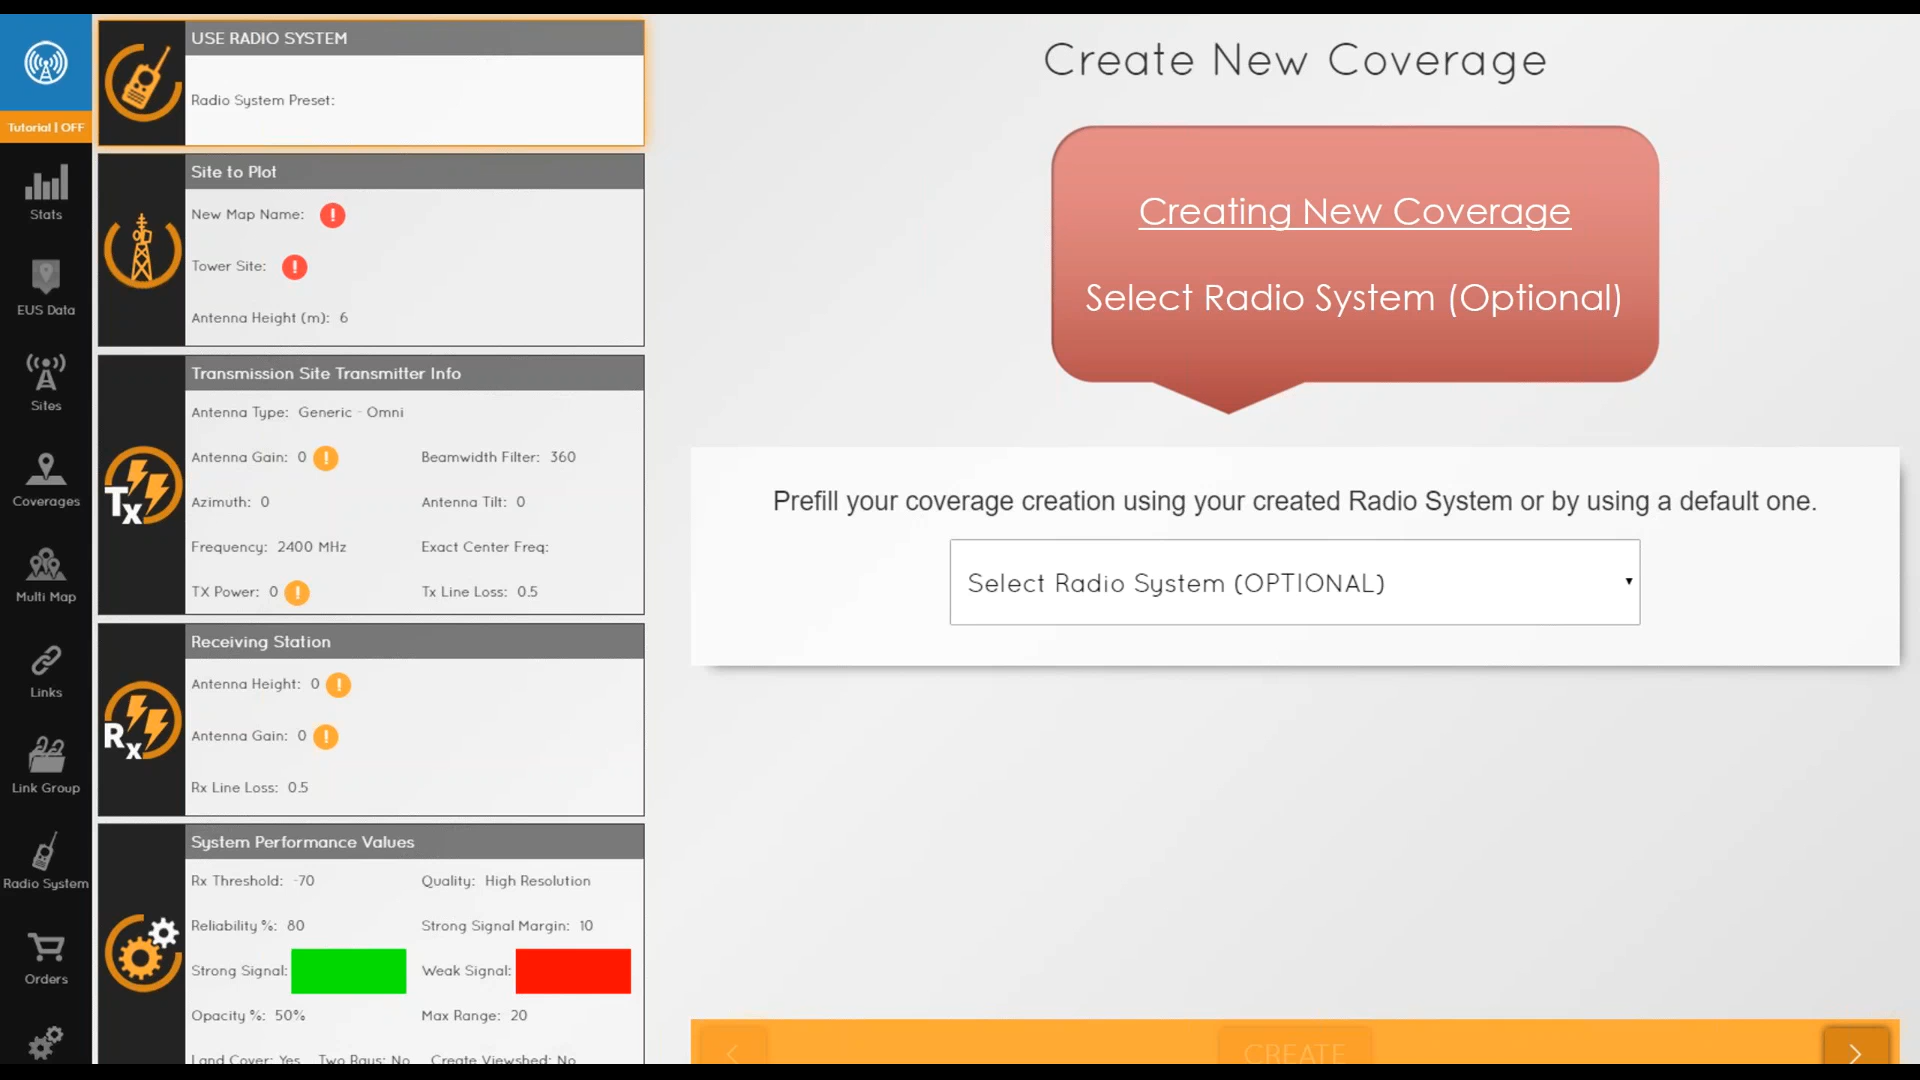 Tutorial | OFF
Stats
EUS Data
Sites
Coverages
Multi Map
Links
Link Group
Radio System
Orders
USE RADIO SYSTEM
Radio System Preset:
Site to Plot
New Map Name: !
Tower Site: !
Antenna Height (m): 6
Transmission Site Transmitter Info
Antenna Type: Generic - Omni
Antenna Gain: 0 ! Beamwidth Filter: 360
Azimuth: 0 Antenna Tilt: 0
Frequency: 2400 MHz Exact Center Freq:
TX Power: 0 ! Tx Line Loss: 0.5
Tx
Receiving Station
Antenna Height: 0 !
Antenna Gain: 0 !
Rx Line Loss: 0.5
Rx
System Performance Values
Rx Threshold: -70 Quality: High Resolution
Reliability %: 80 Strong Signal Margin: 10
Strong Signal: Weak Signal:
Opacity %: 50% Max Range: 20
Land Cover: Yes Two Rays: No Create Viewshed: No
Create New Coverage
Creating New Coverage
Select Radio System (Optional)
Prefill your coverage creation using your created Radio System or by using a default one.
Select Radio System (OPTIONAL)
CREATE